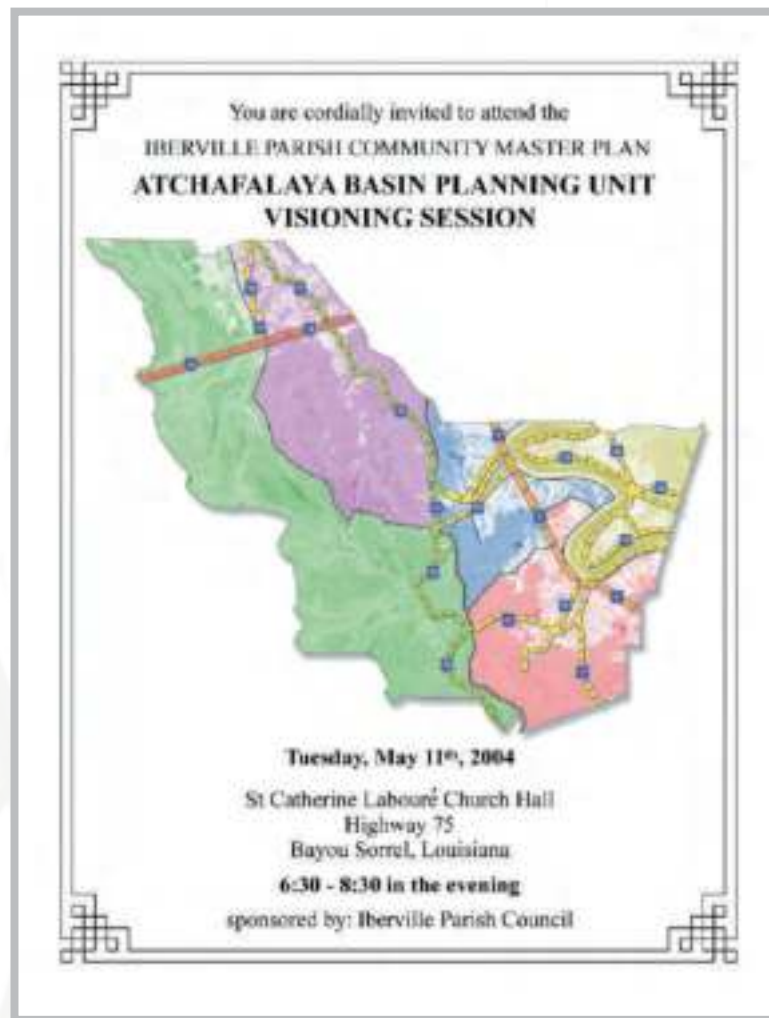 You are cordially invited to attend the
IBERVILLE PARISH COMMUNITY MASTER PLAN
ATCHAFALAYA BASIN PLANNING UNIT
VISIONING SESSION
Tuesday, May 11th, 2004
St Catherine Labouré Church Hall
Highway 75
Bayou Sorrel, Louisiana
6:30 - 8:30 in the evening
sponsored by: Iberville Parish Council